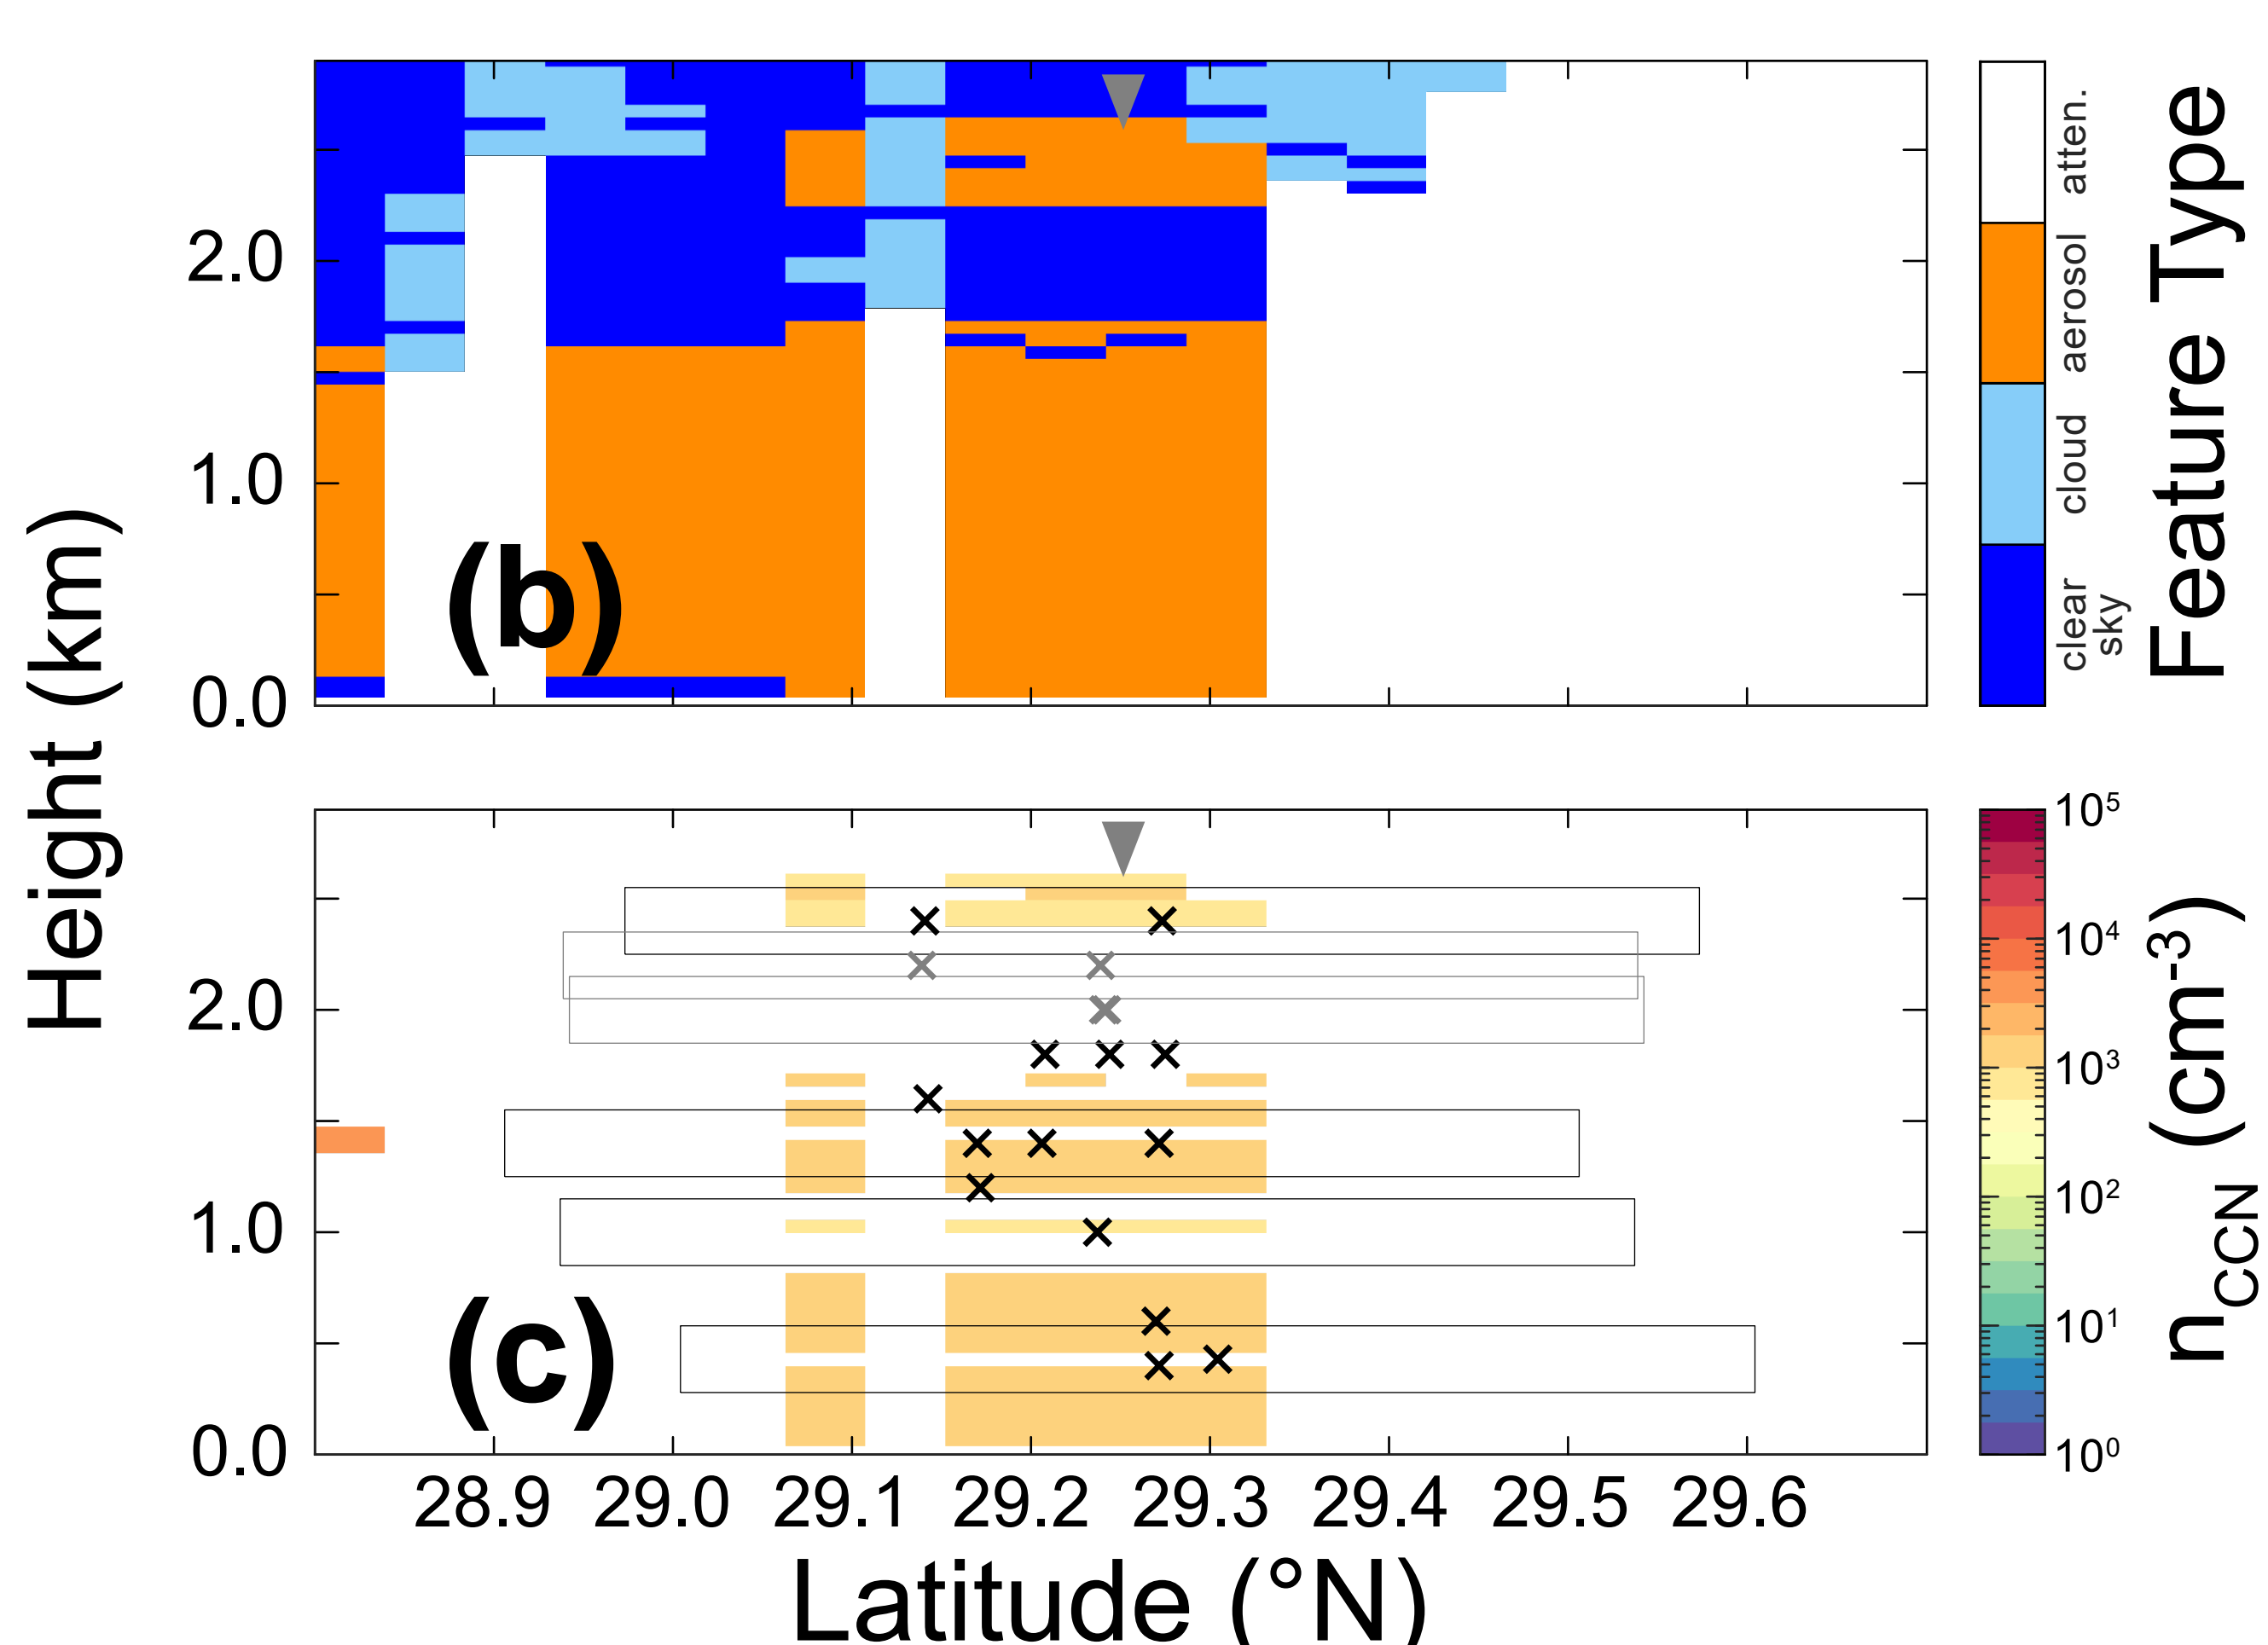 Height (km)
2.0
1.0
0.0
(b)
atten.
aerosol
cloud
clear
sky
Feature Type
2.0
1.0
0.0
(c)
28.9 29.0 29.1 29.2 29.3 29.4 29.5 29.6
Latitude (°N)
10⁵
10⁴
10³
10²
10¹
10⁰
nCCN (cm⁻³)